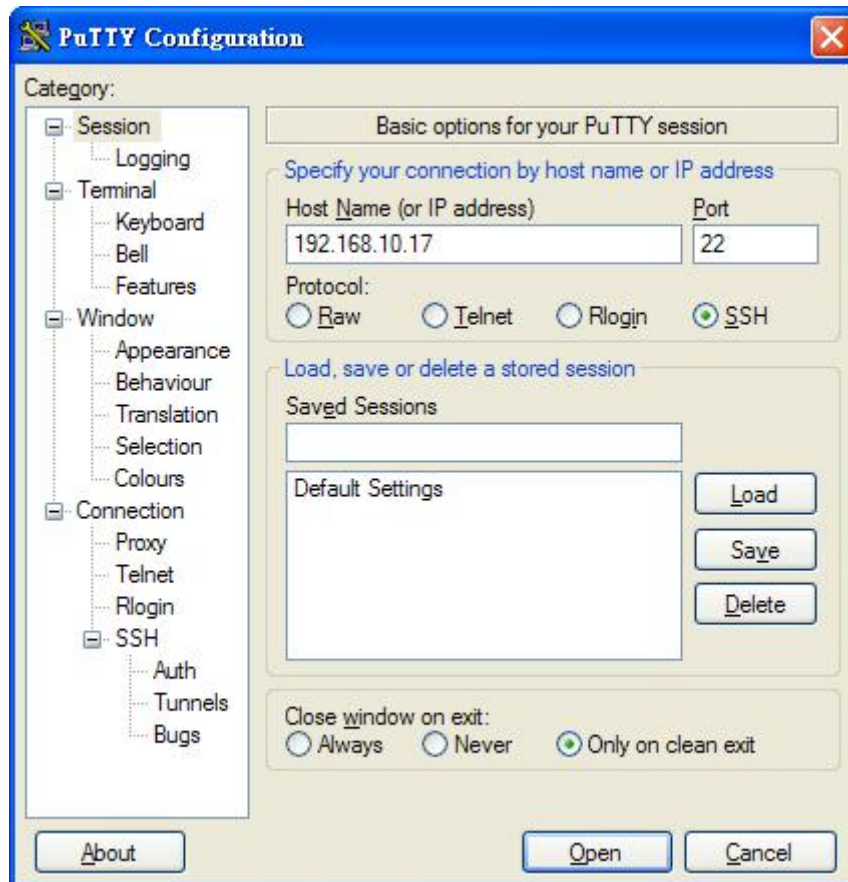 PuTTY Configuration
Category:
Session
Logging
Terminal
Keyboard
Bell
Features
Window
Appearance
Behaviour
Translation
Selection
Colours
Connection
Proxy
Telnet
Rlogin
SSH
Auth
Tunnels
Bugs
Basic options for your PuTTY session
Specify your connection by host name or IP address
Host Name (or IP address) Port
192.168.10.17 22
Protocol:
Raw Telnet Rlogin SSH
Load, save or delete a stored session
Saved Sessions
Default Settings
Load
Save
Delete
Close window on exit:
Always Never Only on clean exit
About Open Cancel